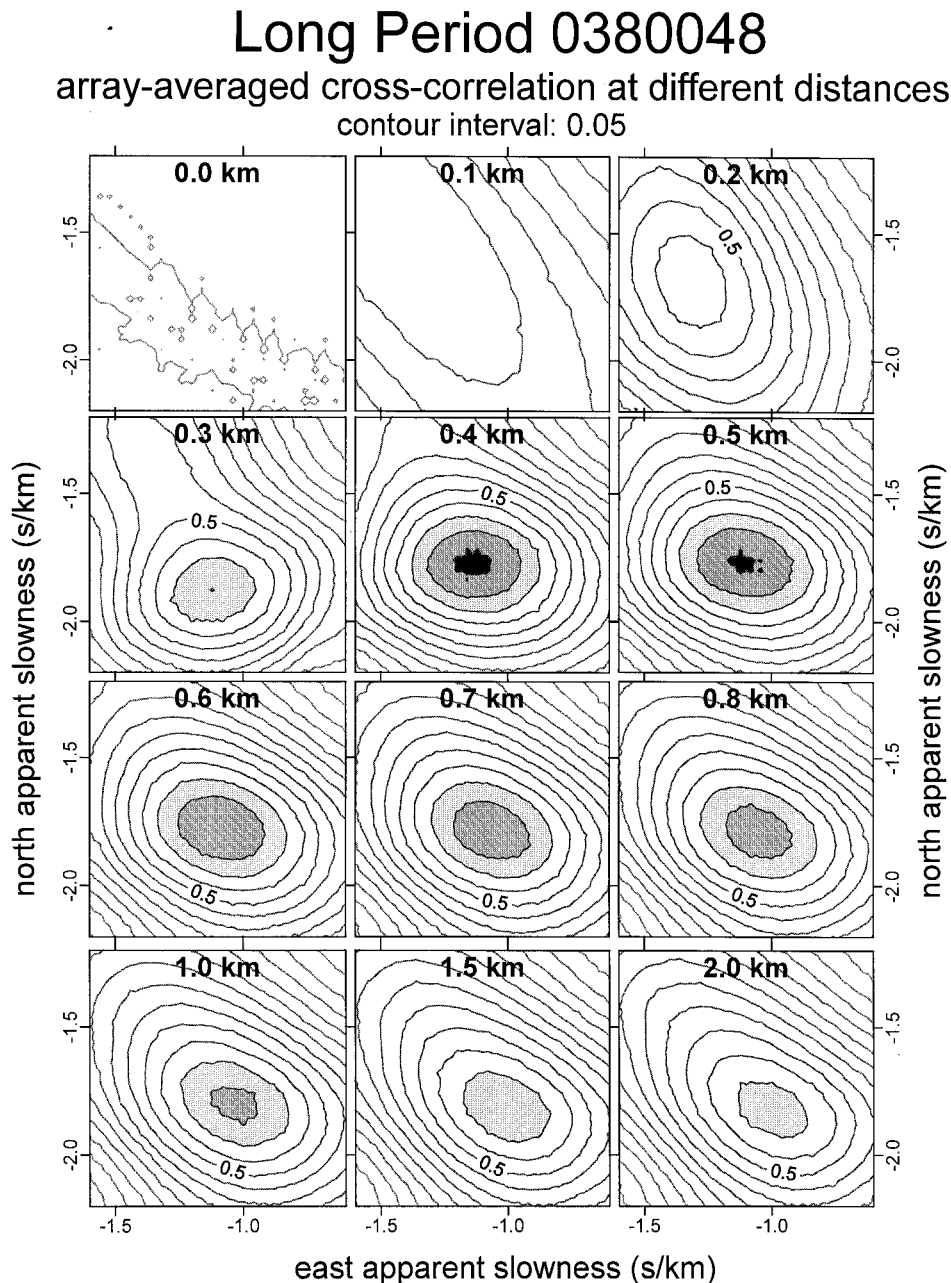 Long Period 0380048
array-averaged cross-correlation at different distances
contour interval: 0.05
0.0 km
0.1 km
0.2 km
-1.5
0.5
-1.5
-2.0
-2.0
0.3 km
0.4 km
0.5 km
-1.5
0.5
0.5
0.5
-1.5
-2.0
-2.0
north apparent slowness (s/km)
north apparent slowness (s/km)
0.6 km
0.7 km
0.8 km
-1.5
-1.5
-2.0
0.5
0.5
0.5
-2.0
1.0 km
1.5 km
2.0 km
-1.5
-1.5
-2.0
0.5
0.5
0.5
-2.0
-1.5
-1.0
-1.5
-1.0
-1.5
-1.0
east apparent slowness (s/km)